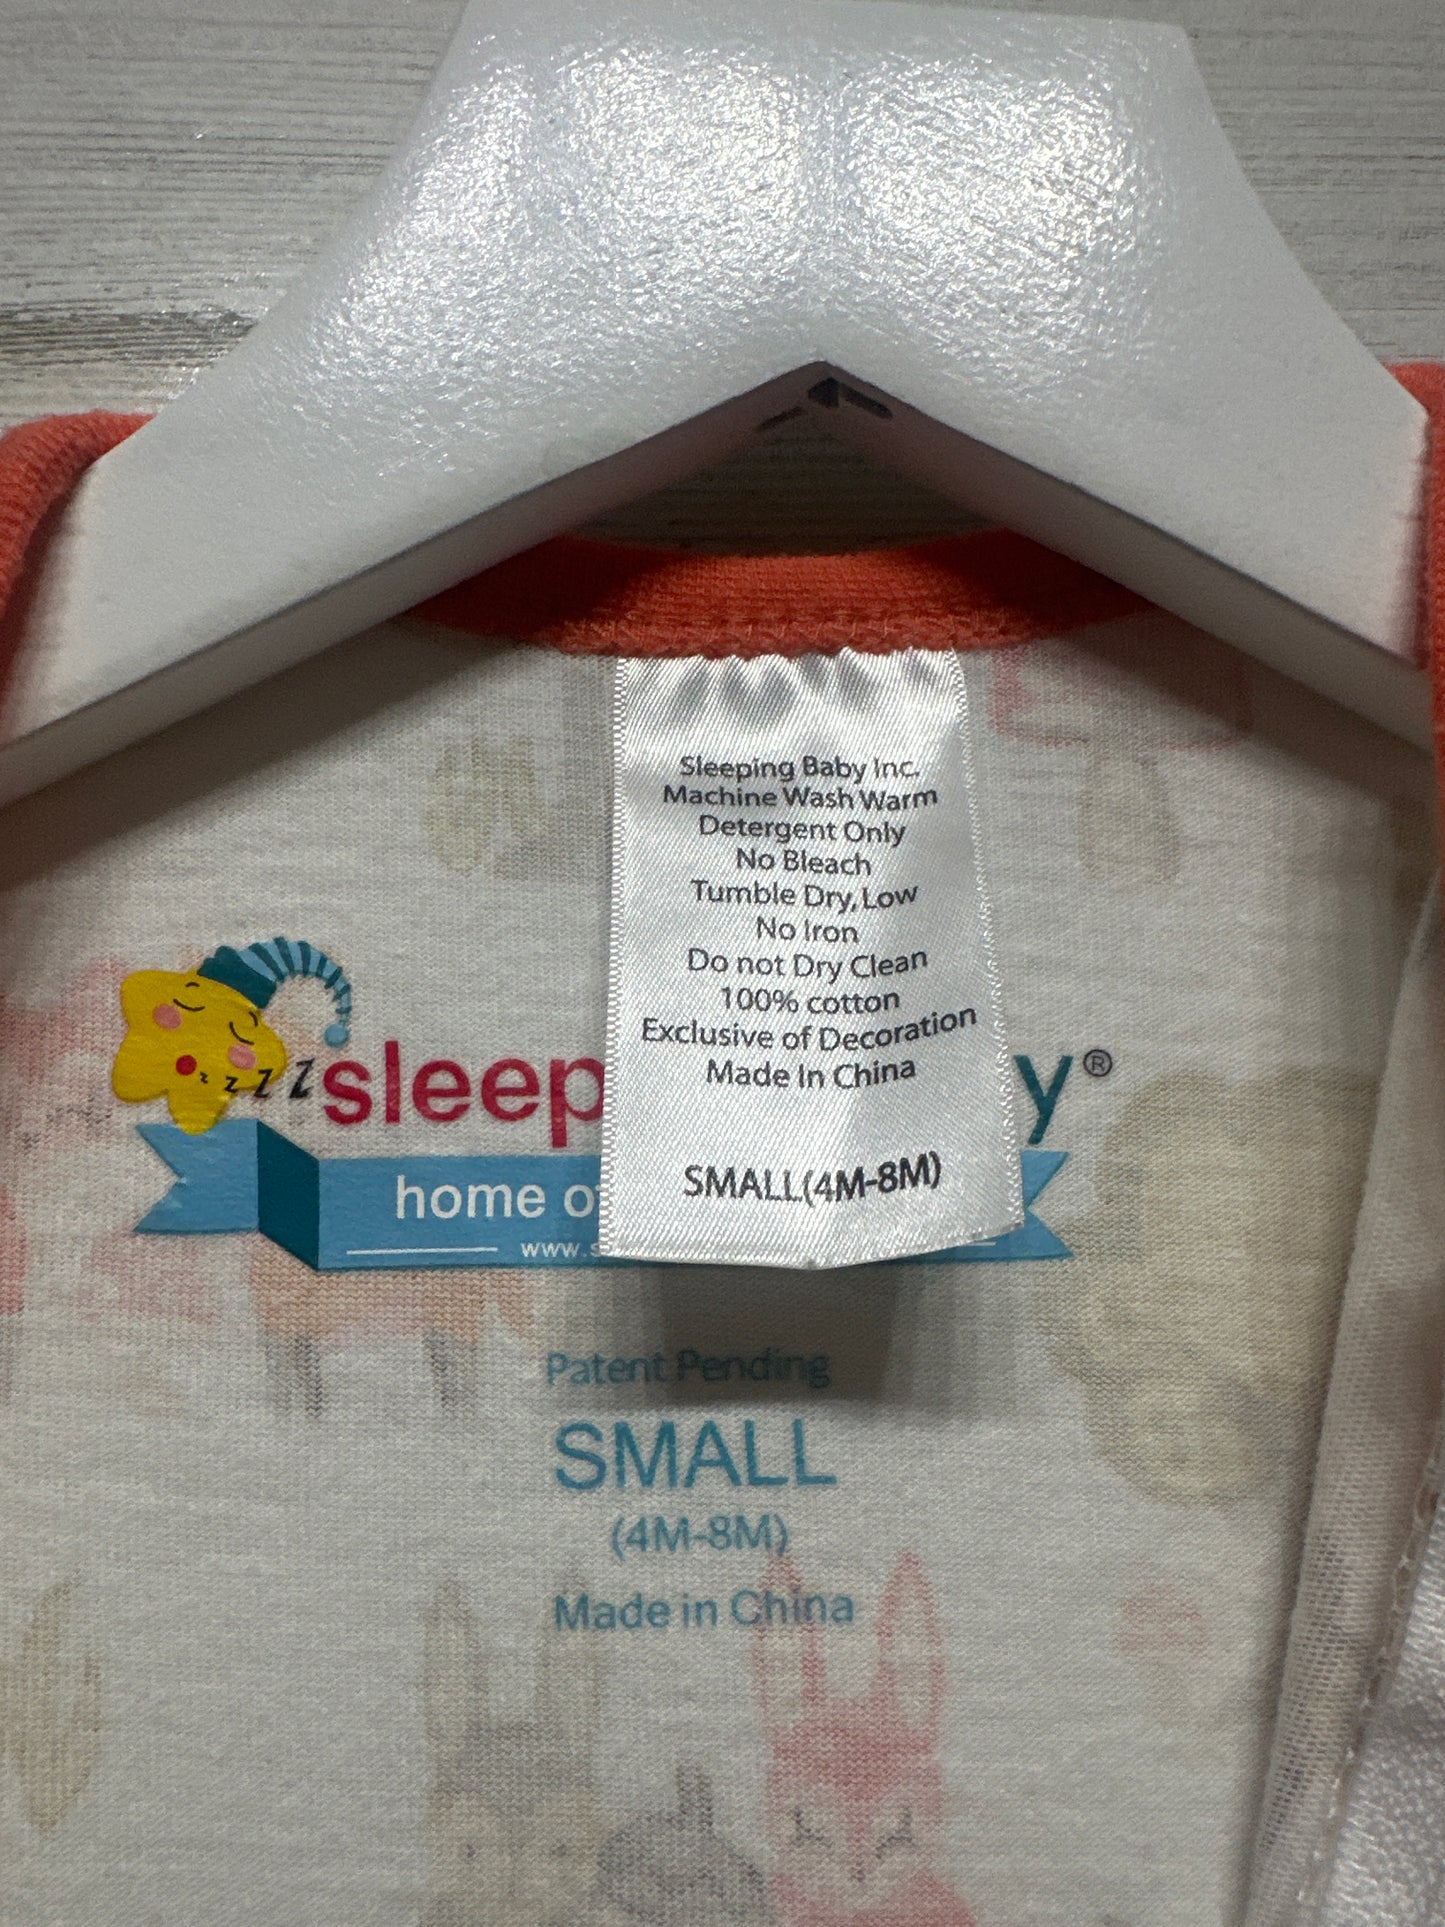 Sleeping Baby Inc.
Machine Wash Warm
Detergent Only
No Bleach
Tumble Dry, Low
No Iron
Do not Dry Clean
100% cotton
Exclusive of Decoration
Made In China
SMALL(4M-8M)
z z z z sleep y®
home o
www.s
Patent Pending
SMALL
(4M-8M)
Made in China